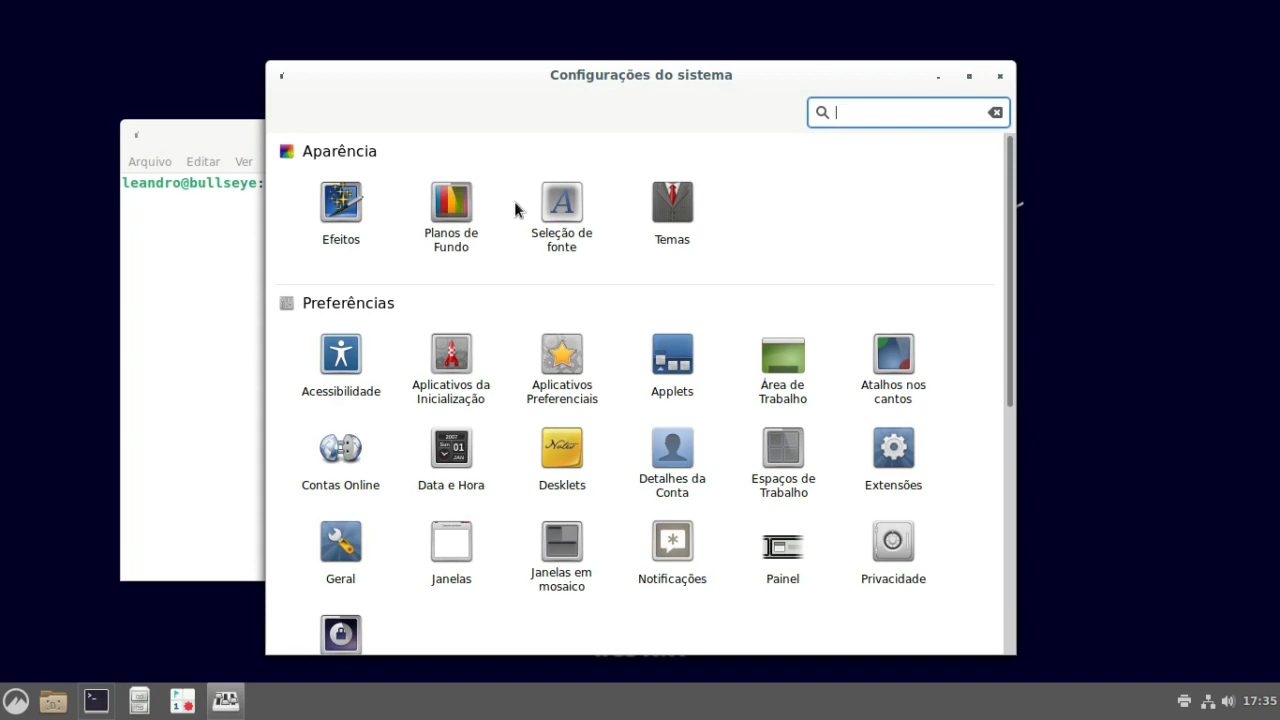 Configurações do sistema
Arquivo Editar Ver
leandro@bullseye:
Aparência
Efeitos
Planos de
Fundo
Seleção de
fonte
Temas
Preferências
Acessibilidade
Aplicativos da
Inicialização
Aplicativos
Preferenciais
Applets
Área de
Trabalho
Atalhos nos
cantos
Contas Online
Data e Hora
Desklets
Detalhes da
Conta
Espaços de
Trabalho
Extensões
Geral
Janelas
Janelas em
mosaico
Notificações
Painel
Privacidade
17:35